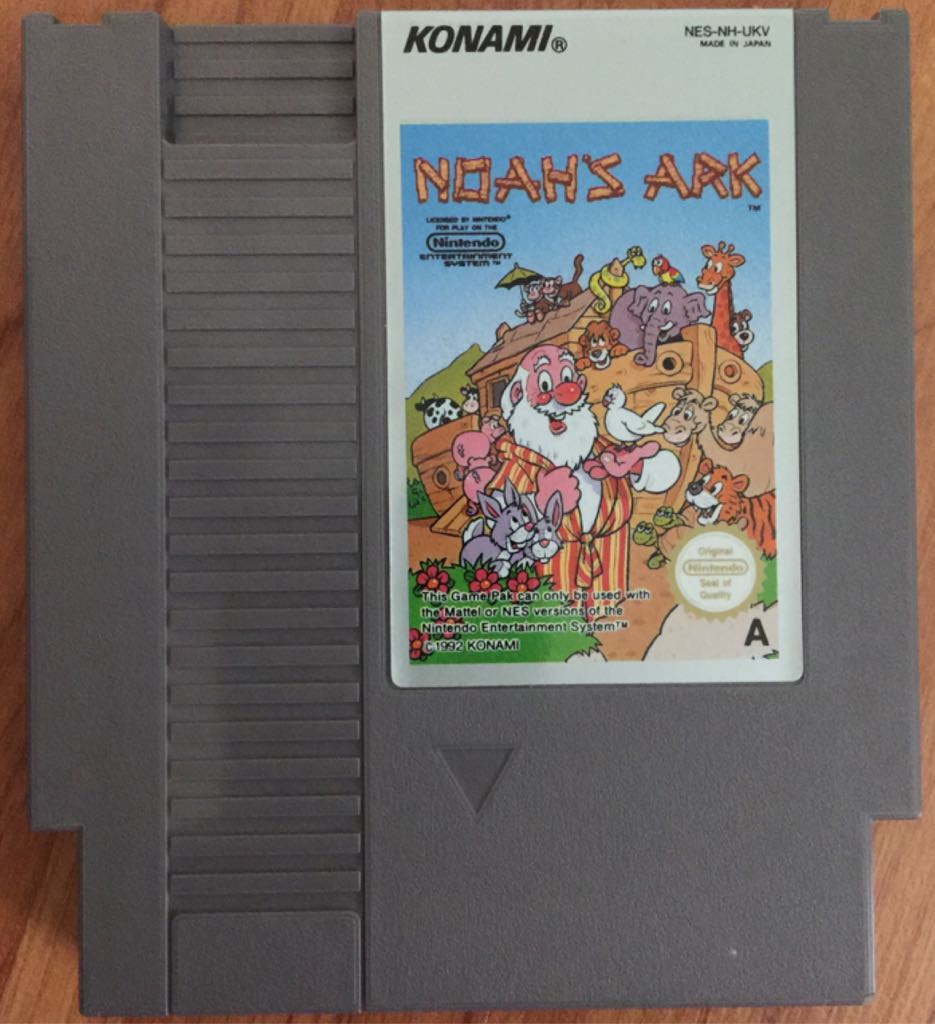 KONAMI®
NES-NH-UKV
MADE IN JAPAN
NOAH'S ARK
TM
LICENSED BY NINTENDO®
FOR PLAY ON THE
Nintendo
ENTERTAINMENT
SYSTEM™
Original
Nintendo
Seal of
Quality
This Game Pak can only be used with
the Mattel or NES versions of the
Nintendo Entertainment System™
©1992 KONAMI
A